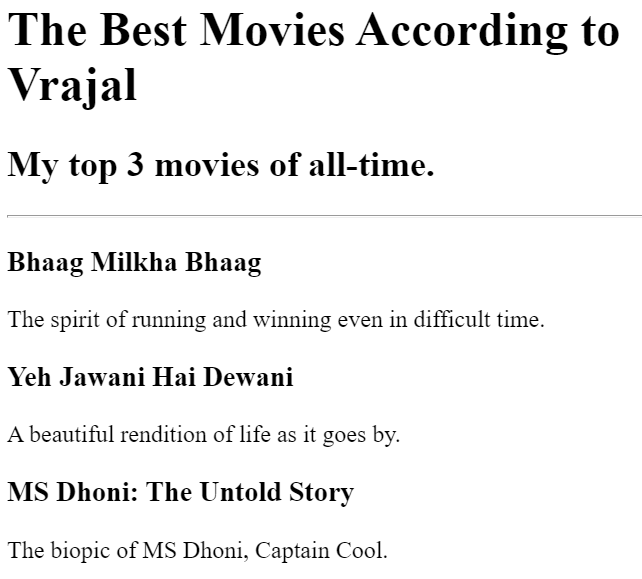 The Best Movies According to
Vrajal
My top 3 movies of all-time.
Bhaag Milkha Bhaag
The spirit of running and winning even in difficult time.
Yeh Jawani Hai Dewani
A beautiful rendition of life as it goes by.
MS Dhoni: The Untold Story
The biopic of MS Dhoni, Captain Cool.